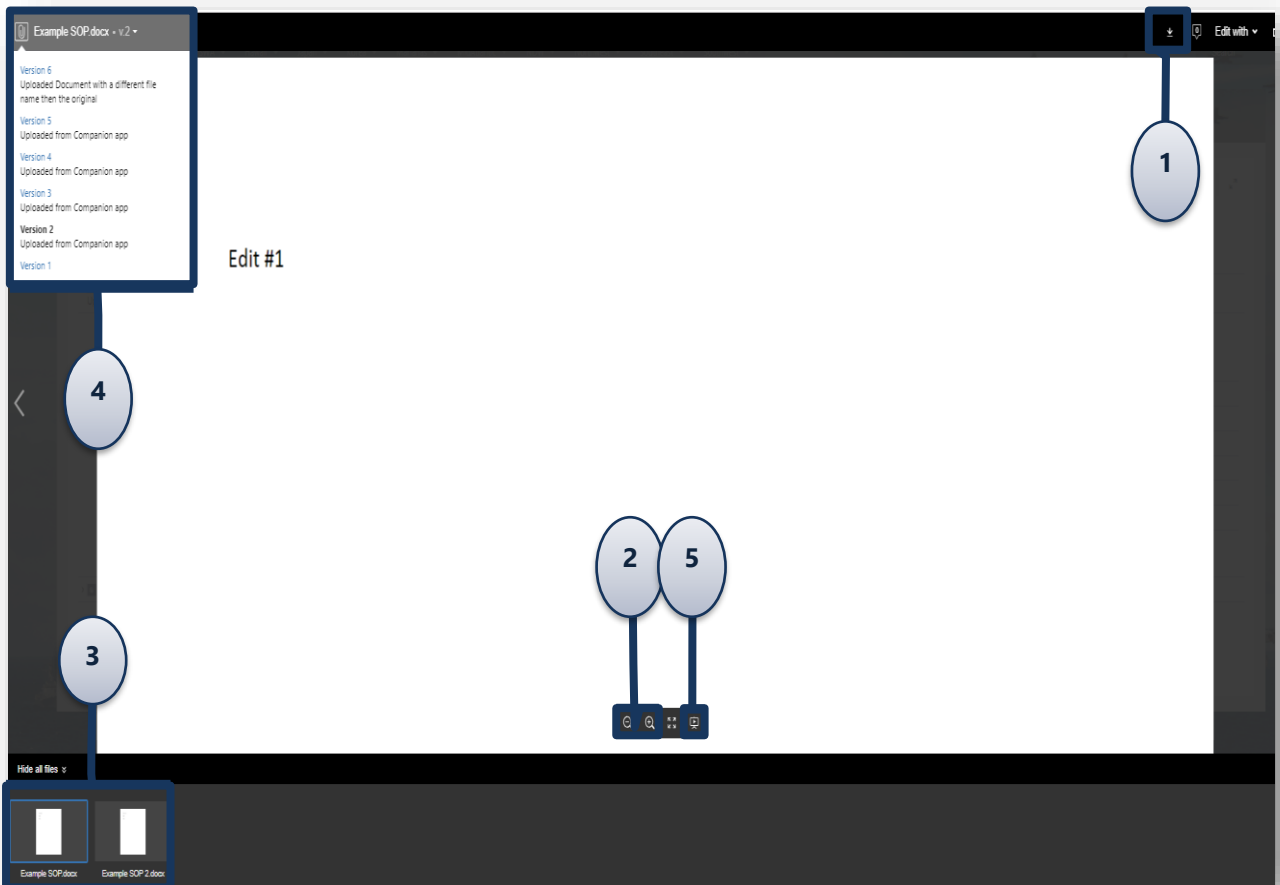 Example SOP.docx • v.2
Edit with
Version 6
Uploaded Document with a different file
name then the original
Version 5
Uploaded from Companion app
Version 4
Uploaded from Companion app
Version 3
Uploaded from Companion app
Version 2
Uploaded from Companion app
Version 1
1
Edit #1
4
2
5
3
Hide all files
Example SOP.docx
Example SOP 2.docx